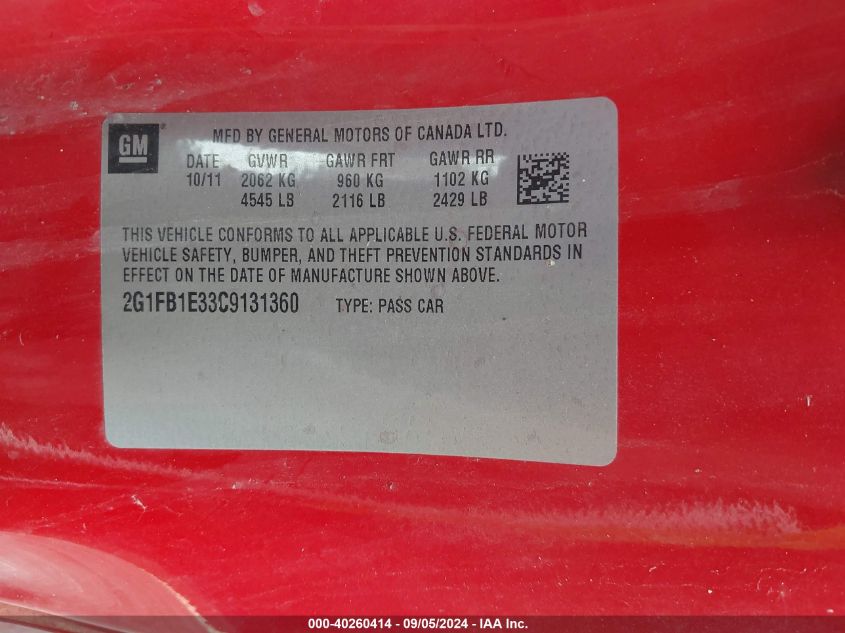 GM
MFD BY GENERAL MOTORS OF CANADA LTD.
DATE GVWR GAWR FRT GAWR RR
10/11 2062 KG 960 KG 1102 KG
4545 LB 2116 LB 2429 LB
THIS VEHICLE CONFORMS TO ALL APPLICABLE U.S. FEDERAL MOTOR
VEHICLE SAFETY, BUMPER, AND THEFT PREVENTION STANDARDS IN
EFFECT ON THE DATE OF MANUFACTURE SHOWN ABOVE.
2G1FB1E33C9131360 TYPE: PASS CAR
000-40260414 - 09/05/2024 - IAA Inc.